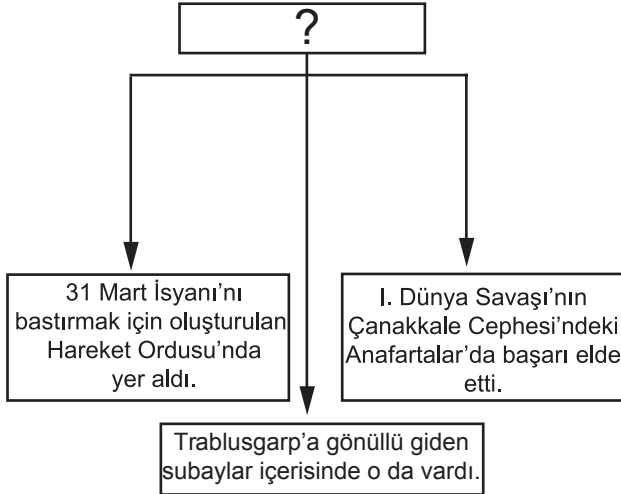 ?
31 Mart İsyanı'nı
bastırmak için oluşturulan
Hareket Ordusu'nda
yer aldı.
I. Dünya Savaşı'nın
Çanakkale Cephesi'ndeki
Anafartalar'da başarı elde
etti.
Trablusgarp'a gönüllü giden
subaylar içerisinde o da vardı.